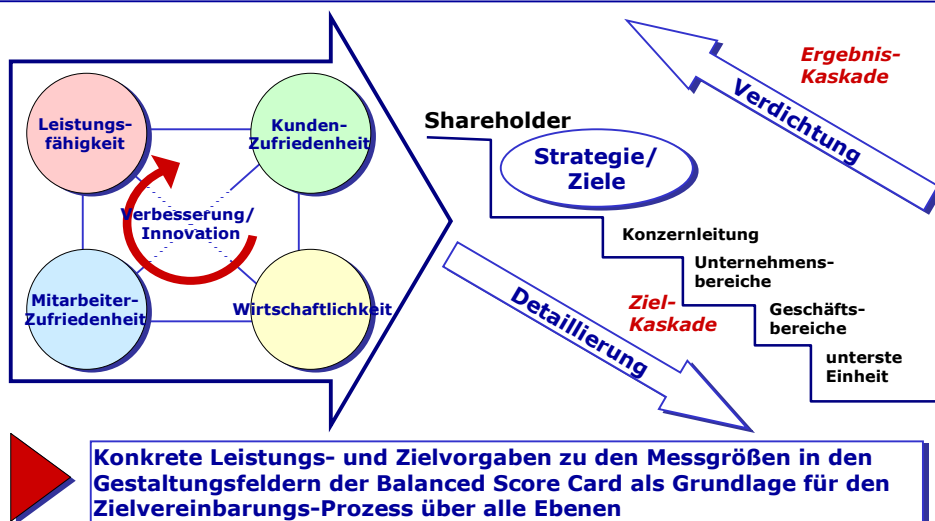 Leistungs-
fähigkeit
Kunden-
Zufriedenheit
Verbesserung/
Innovation
Mitarbeiter-
Zufriedenheit
Wirtschaftlichkeit
Shareholder
Strategie/
Ziele
Ergebnis-
Kaskade
Verdichtung
Konzernleitung
Unternehmens-
bereiche
Geschäfts-
bereiche
unterste
Einheit
Ziel-
Kaskade
Detaillierung
Konkrete Leistungs- und Zielvorgaben zu den Messgrößen in den
Gestaltungsfeldern der Balanced Score Card als Grundlage für den
Zielvereinbarungs-Prozess über alle Ebenen